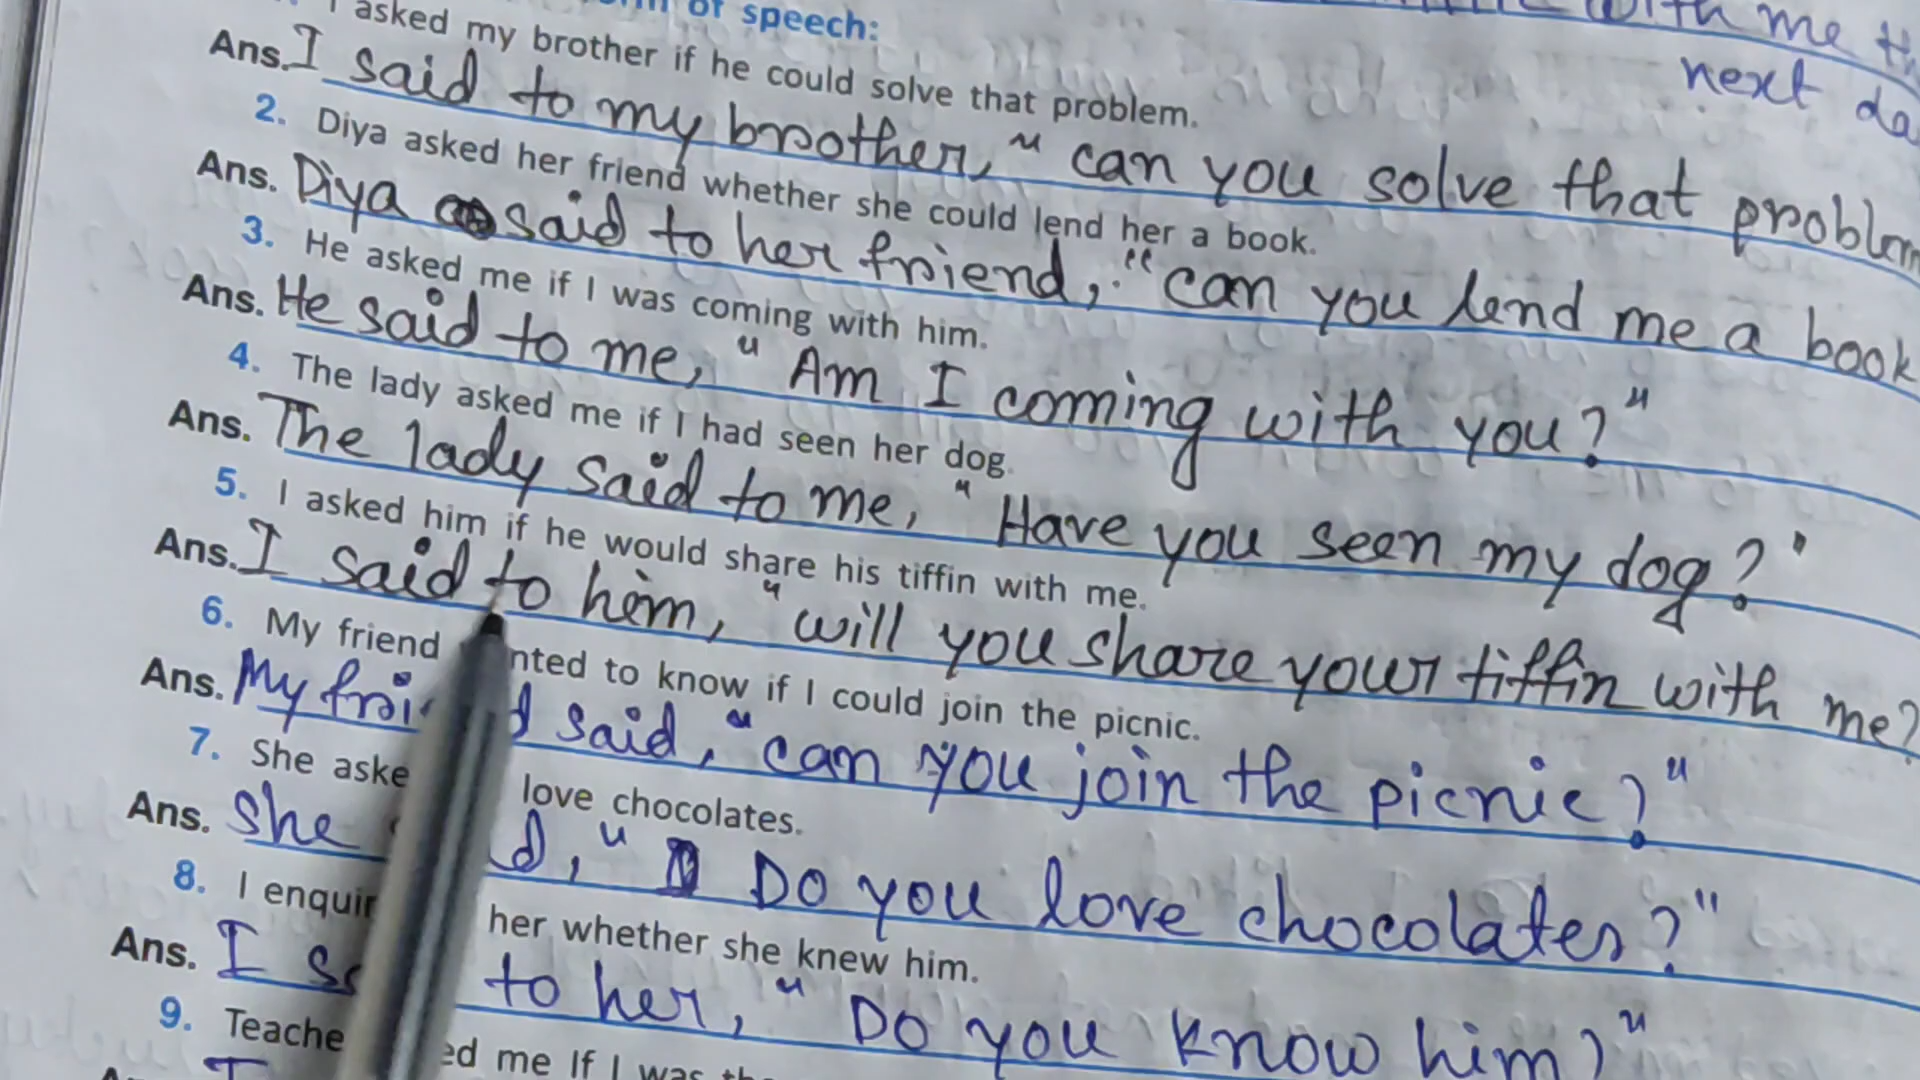 of speech:
with me
next
I asked my brother if he could solve that problem.
Ans. I said to my brother, " can you solve that problem
2. Diya asked her friend whether she could lend her a book.
Ans. Diya said to her friend, "can you lend me a book
3. He asked me if I was coming with him.
Ans. He said to me, " Am I coming with you?"
4. The lady asked me if I had seen her dog.
Ans. The lady said to me, " Have you seen my dog?'
5. I asked him if he would share his tiffin with me.
Ans. I said to him, " will you share your tiffin with me?
6. My friend to know if I could join the picnic.
Ans. My said, "can you join the picnic?"
7. She love chocolates.
Ans. She , " Do you love chocolates?"
8. I her whether she knew him.
Ans. I to her, " Do you know him?"
9. me If I was